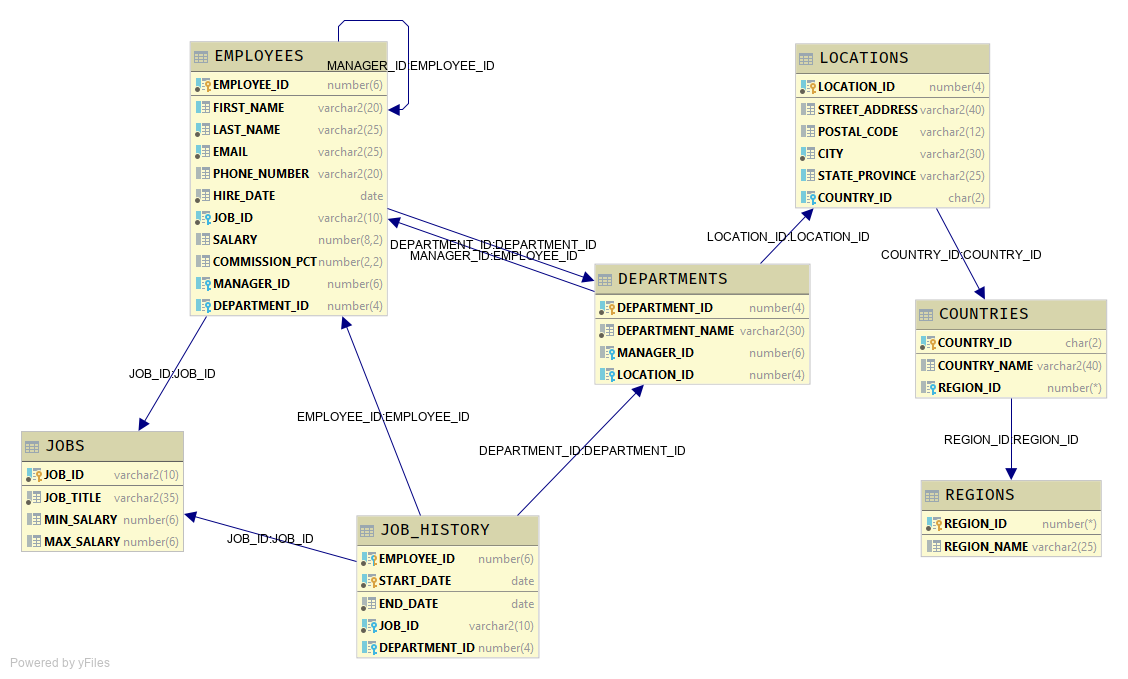 EMPLOYEES
MANAGER_ID:EMPLOYEE_ID
EMPLOYEE_ID number(6)
FIRST_NAME varchar2(20)
LAST_NAME varchar2(25)
EMAIL varchar2(25)
PHONE_NUMBER varchar2(20)
HIRE_DATE date
JOB_ID varchar2(10)
SALARY number(8,2)
COMMISSION_PCT number(2,2)
MANAGER_ID number(6)
DEPARTMENT_ID number(4)
LOCATIONS
LOCATION_ID number(4)
STREET_ADDRESS varchar2(40)
POSTAL_CODE varchar2(12)
CITY varchar2(30)
STATE_PROVINCE varchar2(25)
COUNTRY_ID char(2)
DEPARTMENT_ID:DEPARTMENT_ID
MANAGER_ID:EMPLOYEE_ID
LOCATION_ID:LOCATION_ID
COUNTRY_ID:COUNTRY_ID
DEPARTMENTS
DEPARTMENT_ID number(4)
DEPARTMENT_NAME varchar2(30)
MANAGER_ID number(6)
LOCATION_ID number(4)
COUNTRIES
COUNTRY_ID char(2)
COUNTRY_NAME varchar2(40)
REGION_ID number(*)
JOB_ID:JOB_ID
EMPLOYEE_ID:EMPLOYEE_ID
DEPARTMENT_ID:DEPARTMENT_ID
REGION_ID:REGION_ID
JOBS
JOB_ID varchar2(10)
JOB_TITLE varchar2(35)
MIN_SALARY number(6)
MAX_SALARY number(6)
JOB_ID:JOB_ID
JOB_HISTORY
EMPLOYEE_ID number(6)
START_DATE date
END_DATE date
JOB_ID varchar2(10)
DEPARTMENT_ID number(4)
REGIONS
REGION_ID number(*)
REGION_NAME varchar2(25)
Powered by yFiles